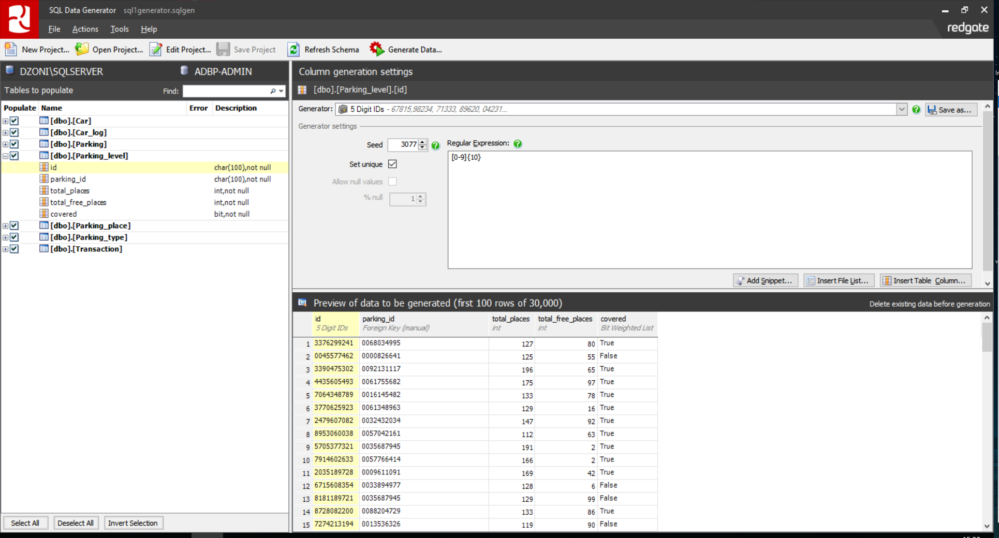 SQL Data Generator sql1generator.sqlgen
File Actions Tools Help
redgate
New Project... Open Project... Edit Project... Save Project Refresh Schema Generate Data...
DZONI\SQLSERVER ADBP-ADMIN
Tables to populate Find:
Populate Name Error Description
[dbo].[Car]
[dbo].[Car_log]
[dbo].[Parking]
[dbo].[Parking_level]
id char(100),not null
parking_id char(100),not null
total_places int,not null
total_free_places int,not null
covered bit,not null
[dbo].[Parking_place]
[dbo].[Parking_type]
[dbo].[Transaction]
Select All Deselect All Invert Selection
Column generation settings
[dbo].[Parking_level].[id]
Generator: 5 Digit IDs - 67815,98234, 71333, 89620, 04231... Save as...
Generator settings
Seed 3077 Regular Expression:
[0-9]{10}
Set unique
Allow null values
% null 1
Add Snippet... Insert File List... Insert Table Column...
Preview of data to be generated (first 100 rows of 30,000) Delete existing data before generation
id parking_id total_places total_free_places covered
5 Digit IDs Foreign Key (manual) int int Bit Weighted List
1 3376299241 0068034995 127 80 True
2 0045577462 0000826641 125 55 False
3 3390475302 0092131117 196 65 True
4 4435605493 0061755682 175 97 True
5 7064348789 0016145482 133 78 True
6 3770625923 0061348963 129 16 True
7 2479607082 0032432034 147 92 True
8 8953060038 0057042161 112 63 True
9 5705377321 0035687945 191 2 True
10 7914602633 0057766414 166 2 True
11 2035189728 0009611091 169 42 True
12 6715608354 0033894977 128 6 False
13 8181189721 0035687945 129 99 False
14 8728082200 0088204729 133 86 True
15 7274213194 0013536326 119 90 False